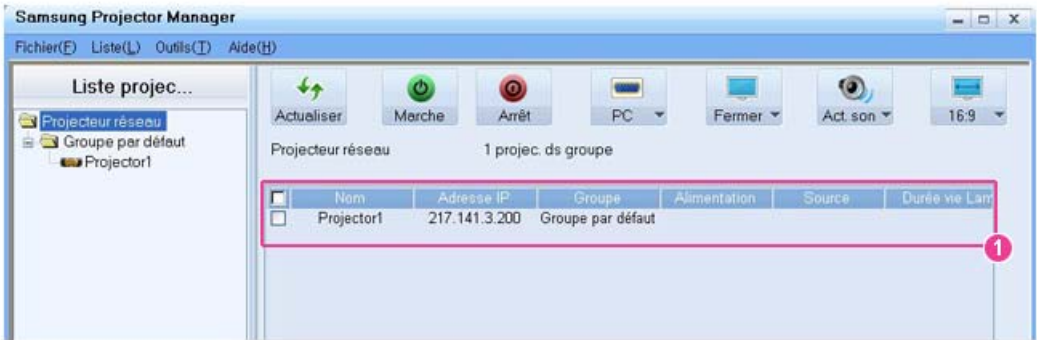 Samsung Projector Manager
Fichier(F) Liste(L) Outils(T) Aide(H)
Liste projec...
Projecteur réseau
Groupe par défaut
Projector1
Actualiser Marche Arrêt PC Fermer Act. son 16:9
Projecteur réseau 1 projec. ds groupe
Nom Adresse IP Groupe Alimentation Source Durée vie Lam
Projector1 217.141.3.200 Groupe par défaut
1